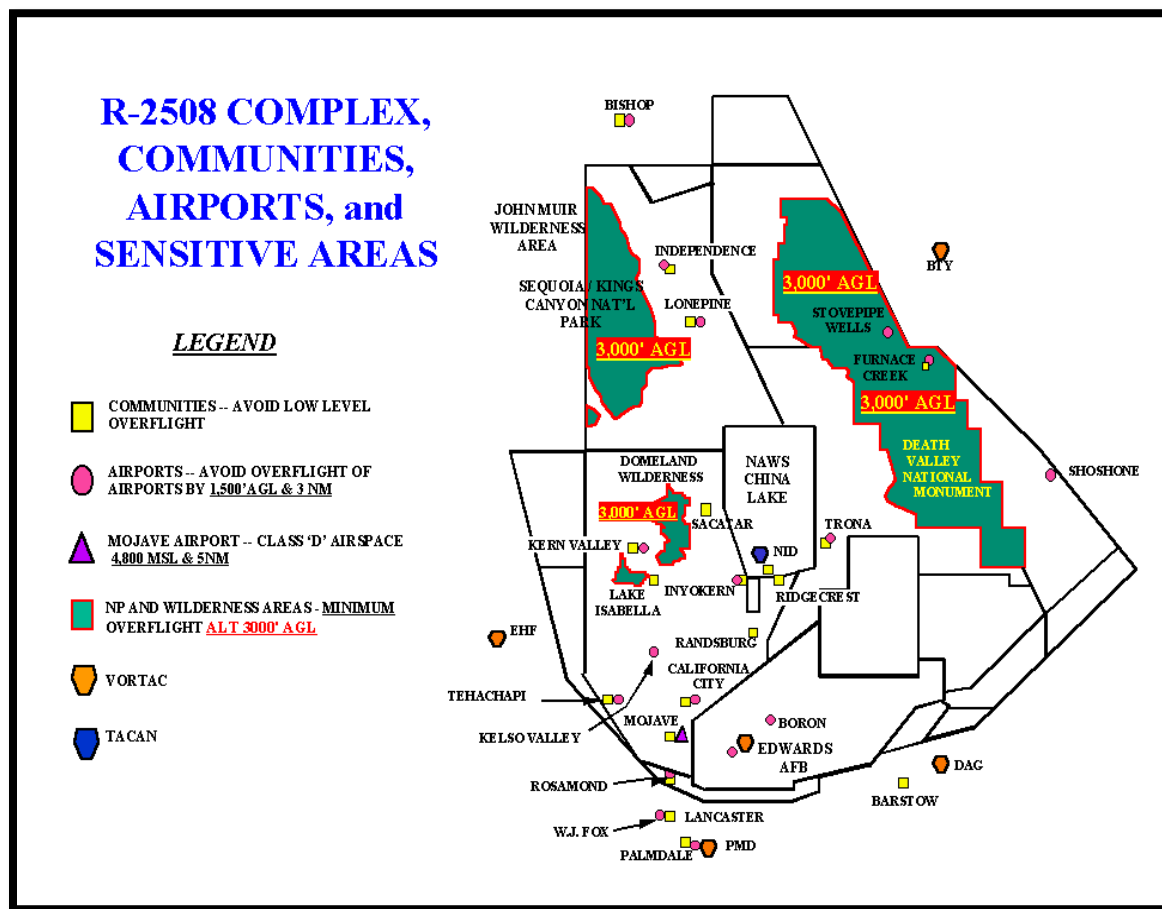 R-2508 COMPLEX,
COMMUNITIES,
AIRPORTS, and
SENSITIVE AREAS
LEGEND
COMMUNITIES -- AVOID LOW LEVEL
OVERFLIGHT
AIRPORTS -- AVOID OVERFLIGHT OF
AIRPORTS BY 1,500'AGL & 3 NM
MOJAVE AIRPORT -- CLASS ‘D’ AIRSPACE
4,800 MSL & 5NM
NP AND WILDERNESS AREAS - MINIMUM
OVERFLIGHT ALT 3000' AGL
VORTAC
TACAN
BISHOP
JOHN MUIR
WILDERNESS
AREA
INDEPENDENCE
SEQUOIA / KINGS
CANYON NAT'L
PARK
LONEPINE
3,000' AGL
BTY
3,000' AGL
STOVEPIPE
WELLS
FURNACE
CREEK
3,000' AGL
DEATH
VALLEY
NATIONAL
MONUMENT
SHOSHONE
DOMELAND
WILDERNESS
NAWS
CHINA
LAKE
3,000' AGL
SACATAR
TRONA
KERN VALLEY
NID
LAKE
ISABELLA
INYOKERN
RIDGECREST
EHF
RANDSBURG
CALIFORNIA
CITY
TEHACHAPI
MOJAVE
BORON
KELSO VALLEY
EDWARDS
AFB
DAG
ROSAMOND
BARSTOW
LANCASTER
W.J. FOX
PALMDALE
PMD